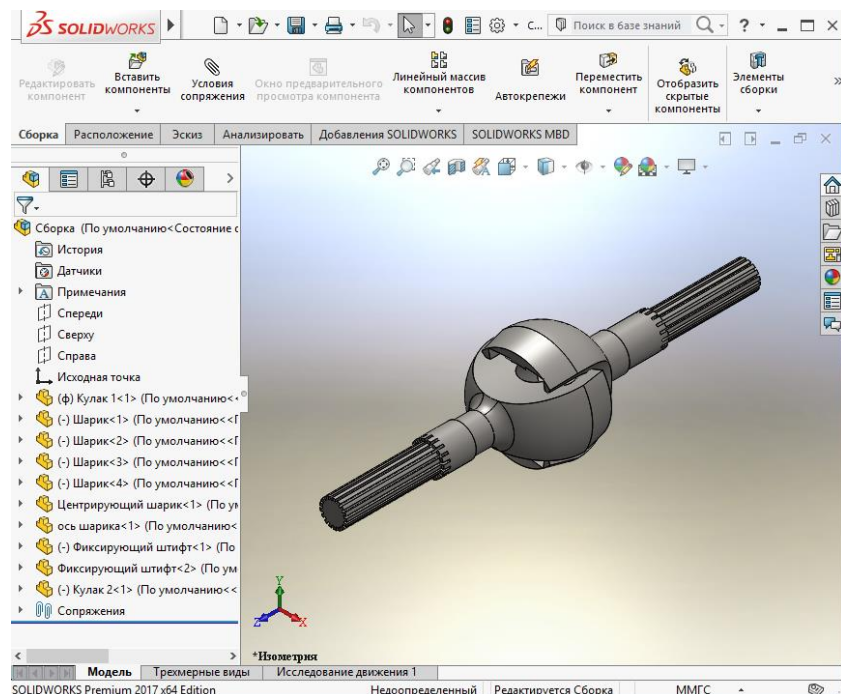 SOLIDWORKS
С...
Поиск в базе знаний
?
Редактировать компонент
Вставить компоненты
Условия сопряжения
Окно предварительного просмотра компонента
Линейный массив компонентов
Автокрепежи
Переместить компонент
Отобразить скрытые компоненты
Элементы сборки
Сборка
Расположение
Эскиз
Анализировать
Добавления SOLIDWORKS
SOLIDWORKS MBD
Сборка (По умолчанию<Состояние с
История
Датчики
Примечания
Спереди
Сверху
Справа
Исходная точка
(ф) Кулак 1<1> (По умолчанию<<
(-) Шарик<1> (По умолчанию<<П
(-) Шарик<2> (По умолчанию<<П
(-) Шарик<3> (По умолчанию<<П
(-) Шарик<4> (По умолчанию<<П
Центрирующий шарик<1> (По ум
ось шарика<1> (По умолчанию<
(-) Фиксирующий штифт<1> (По
Фиксирующий штифт<2> (По ум
(-) Кулак 2<1> (По умолчанию<<
Сопряжения
Y
Z
X
*Изометрия
Модель
Трехмерные виды
Исследование движения 1
SOLIDWORKS Premium 2017 x64 Edition
Недоопределенный
Редактируется Сборка
ММГС